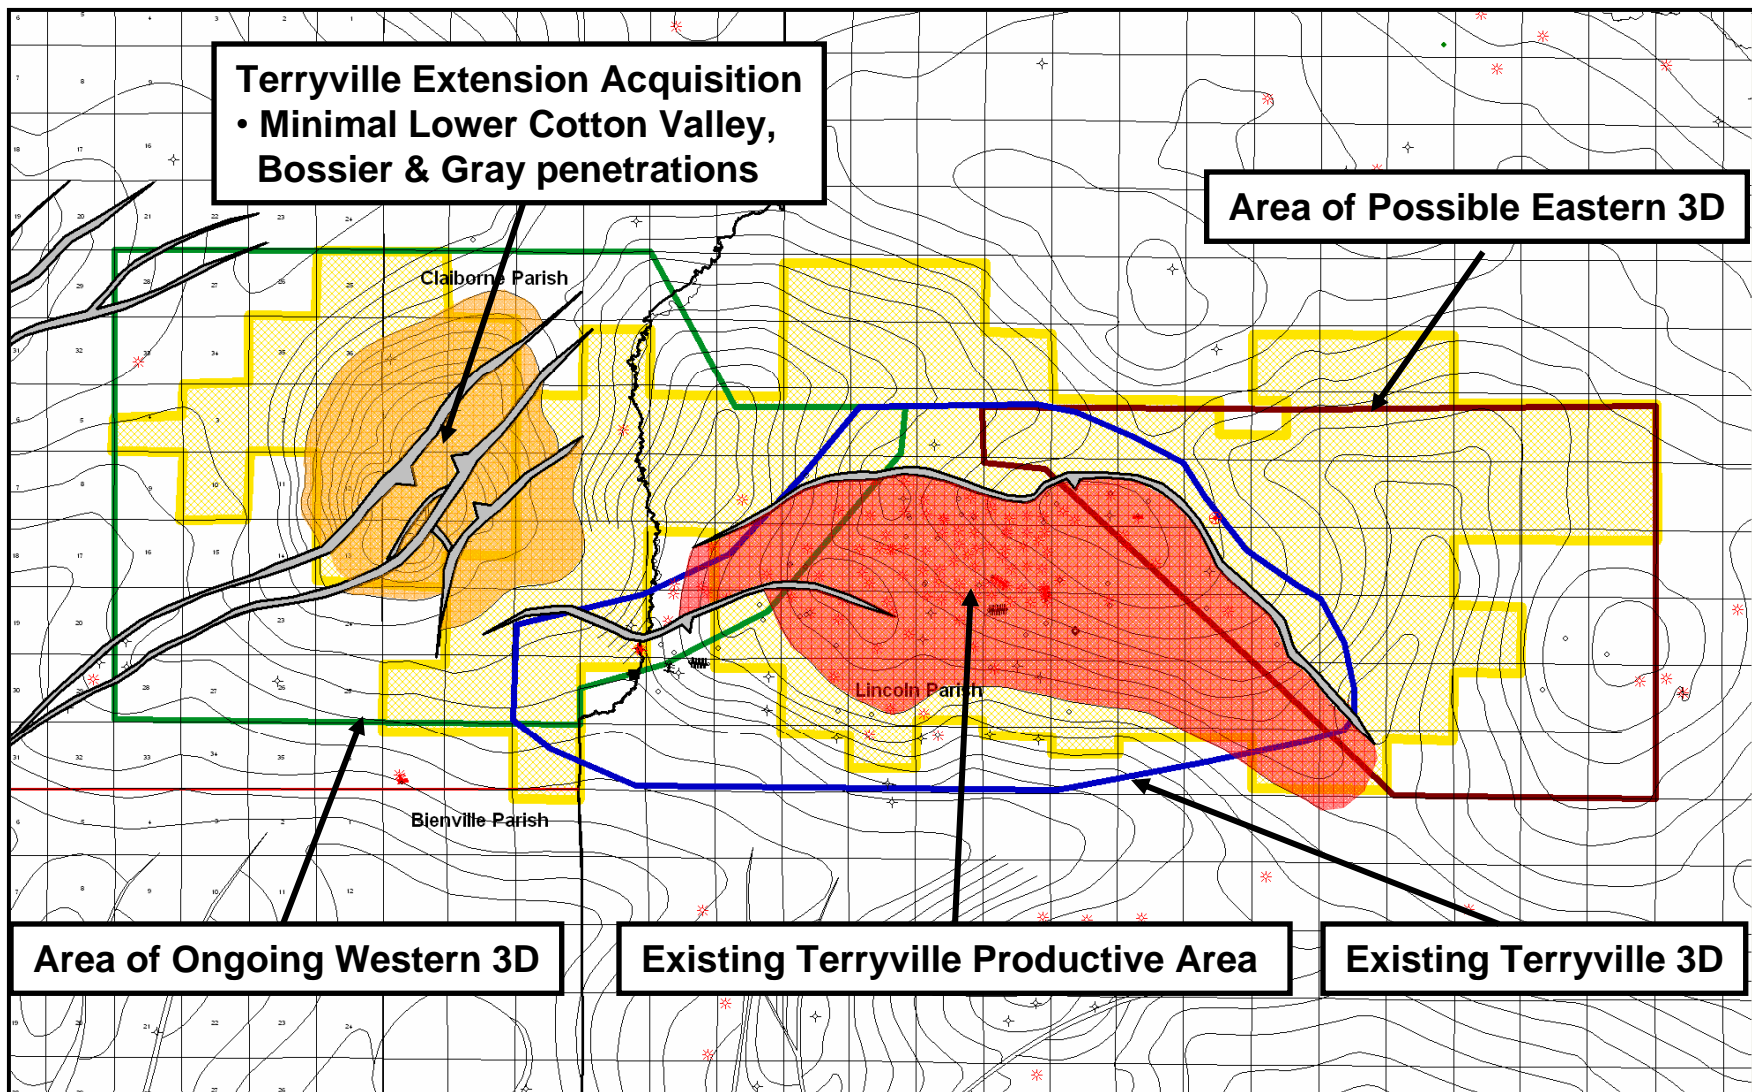 Terryville Extension Acquisition
• Minimal Lower Cotton Valley,
Bossier & Gray penetrations
Area of Possible Eastern 3D
Claiborne Parish
Lincoln Parish
Bienville Parish
Area of Ongoing Western 3D
Existing Terryville Productive Area
Existing Terryville 3D